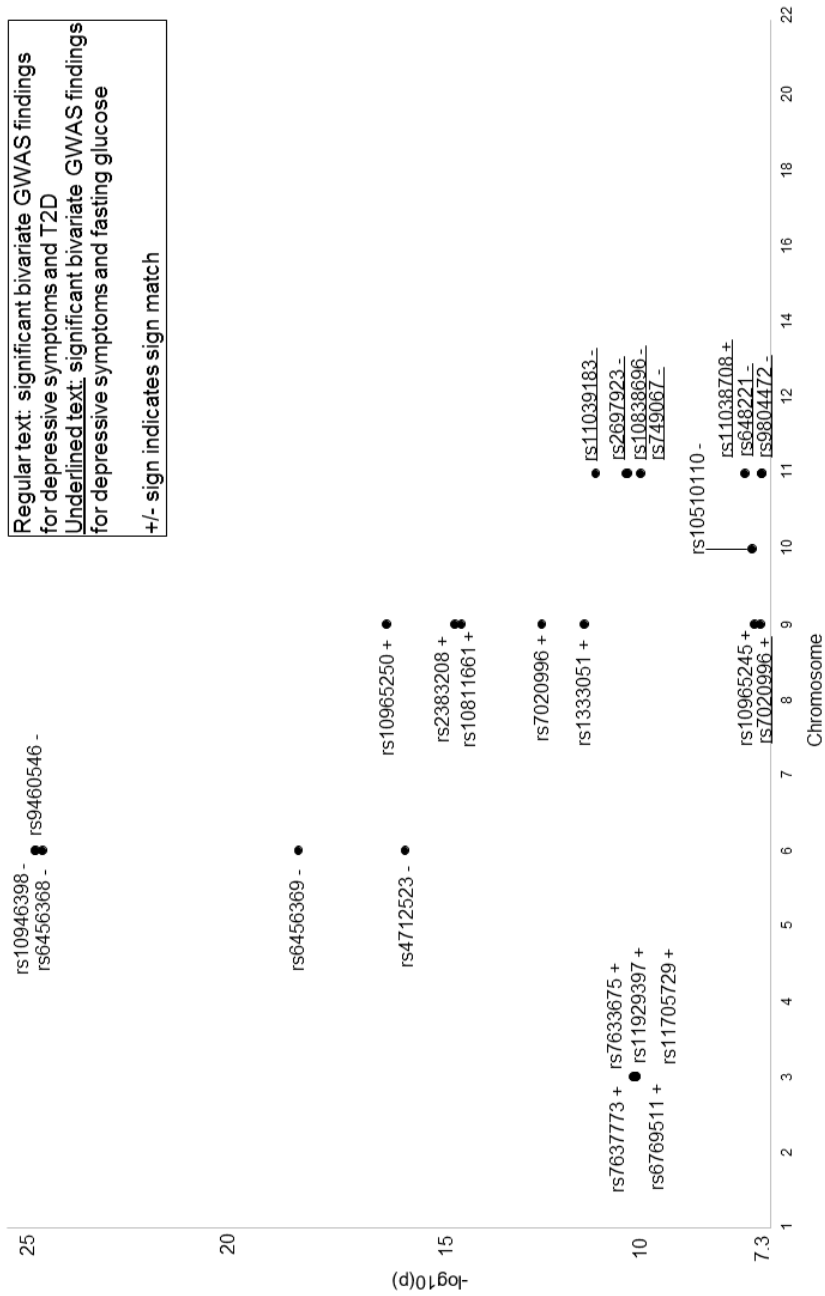 Regular text: significant bivariate GWAS findings
for depressive symptoms and T2D
Underlined text: significant bivariate GWAS findings
for depressive symptoms and fasting glucose
+/- sign indicates sign match
25
20
15
10
7.3
-log10(p)
rs10946398 -
rs9460546 -
rs6456368 -
rs6456369 -
rs4712523 -
rs7637773 +
rs7633675 +
rs11929397 +
rs6769511 +
rs11705729 +
rs10965250 +
rs2383208 +
rs10811661 +
rs7020996 +
rs1333051 +
rs10965245 +
rs7020996 +
rs10510110 -
rs11039183 -
rs2697923 -
rs10838696 -
rs749067 -
rs11038708 +
rs648221 -
rs9804472 -
1
2
3
4
5
6
7
8
9
10
11
12
14
16
18
20
22
Chromosome